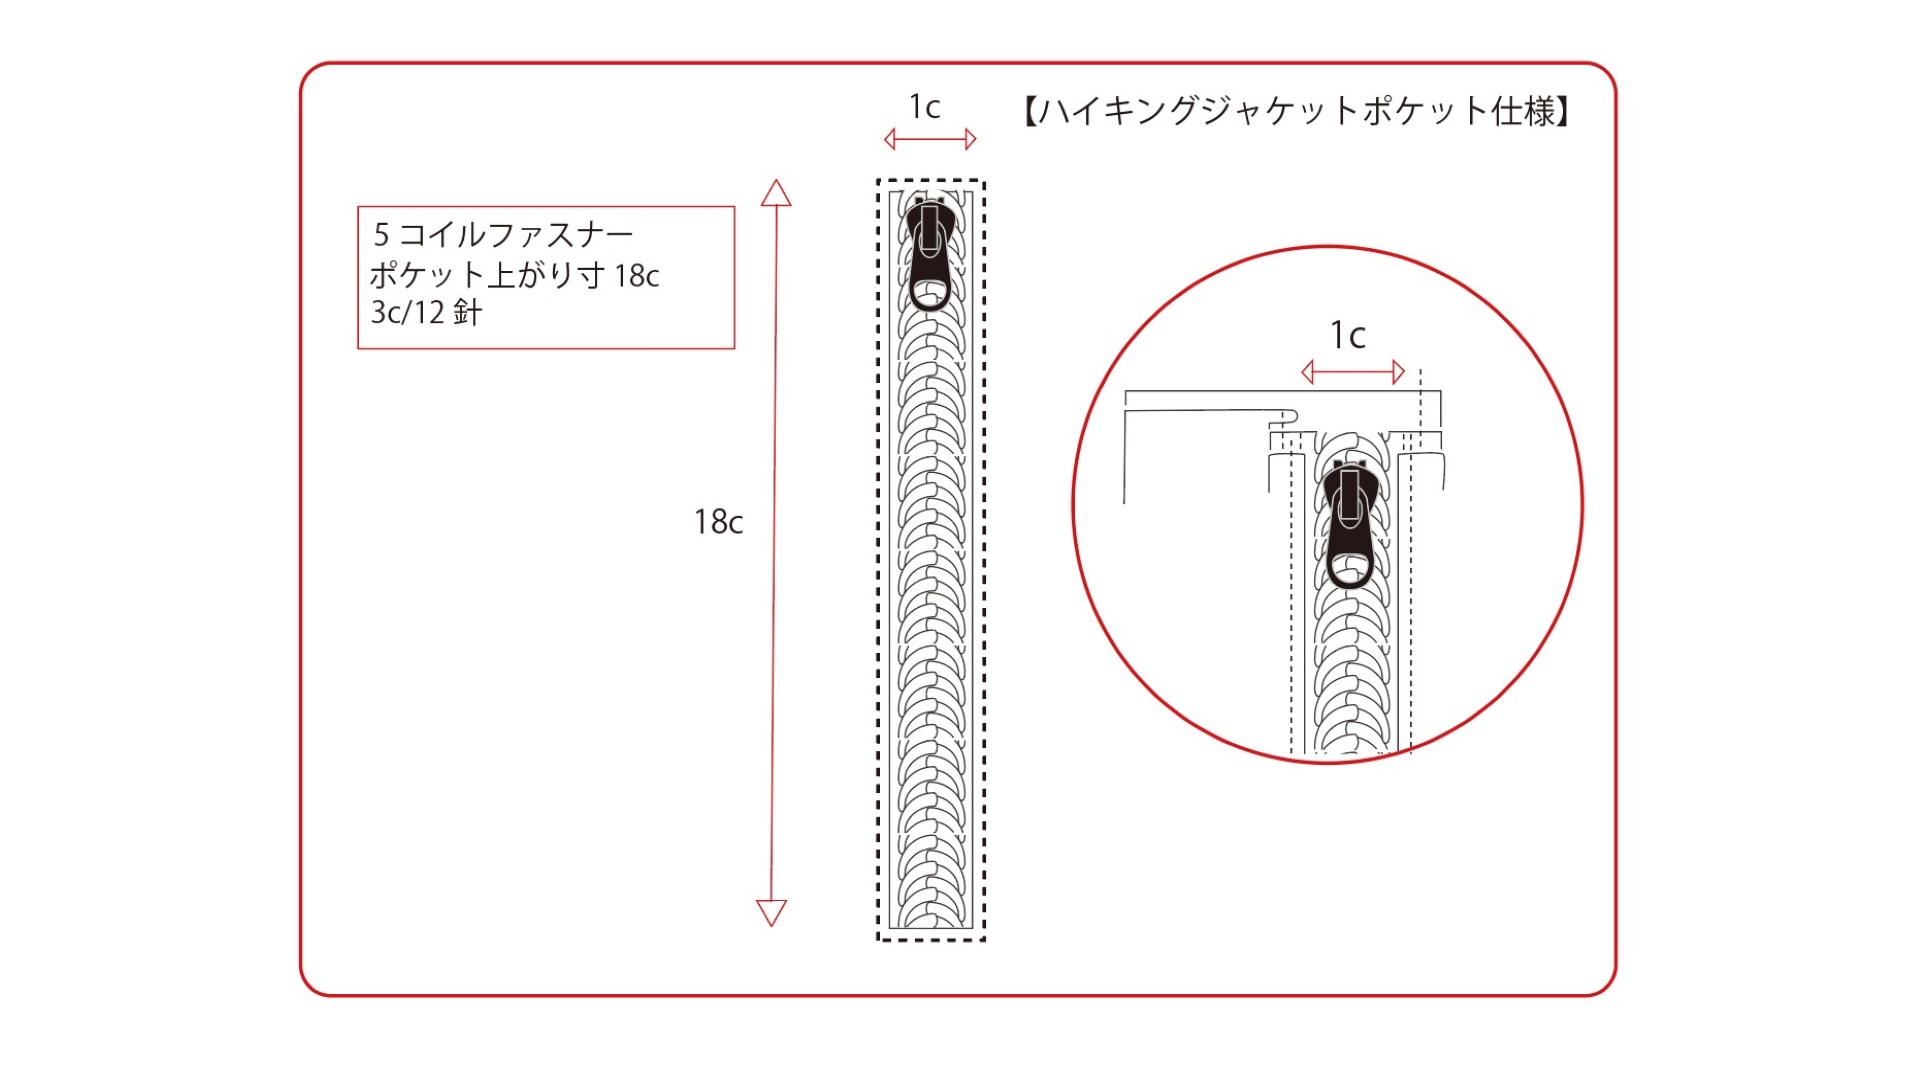 【ハイキングジャケットポケット仕様】
1c
5 コイルファスナー
ポケット上がり寸 18c
3c/12 針
18c
1c